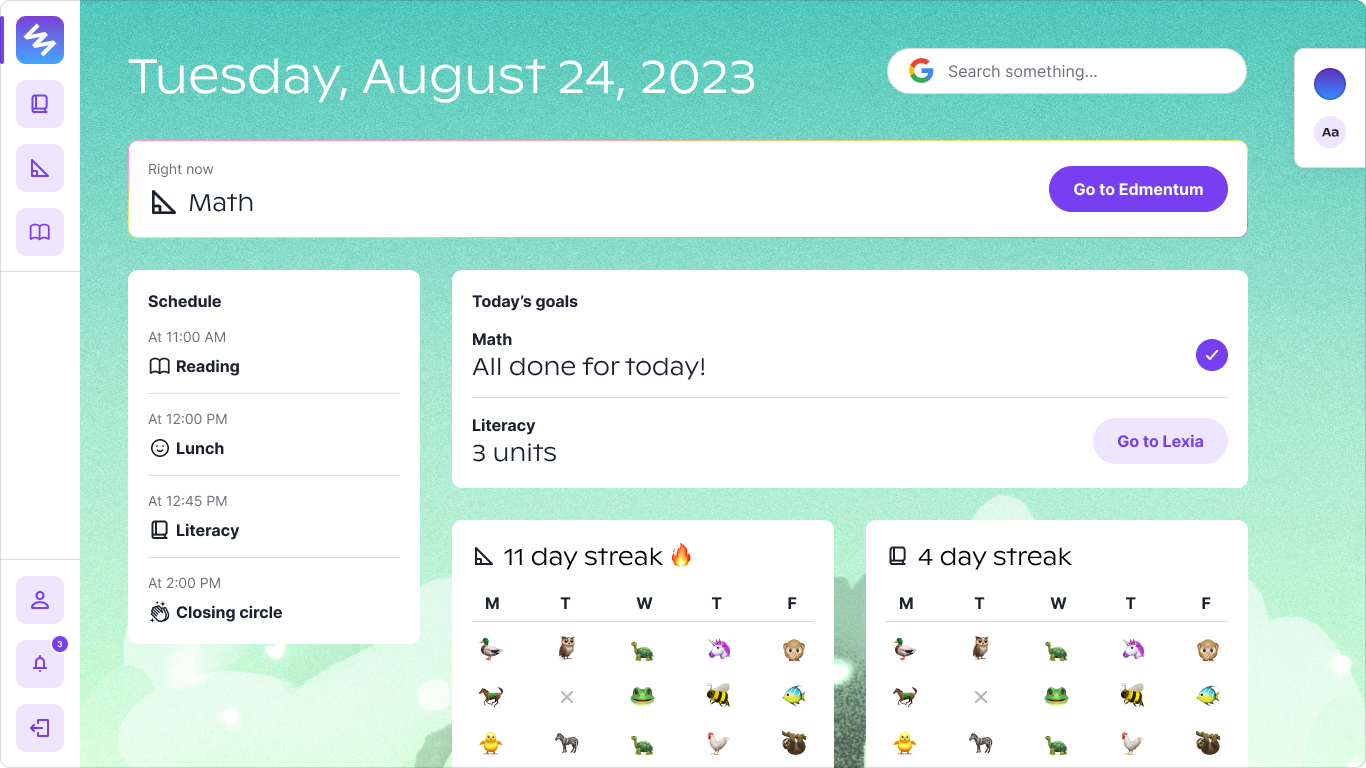 Tuesday, August 24, 2023
Search something...
Aa
Right now
Math
Go to Edmentum
Schedule
At 11:00 AM
Reading
At 12:00 PM
Lunch
At 12:45 PM
Literacy
At 2:00 PM
Closing circle
Today’s goals
Math
All done for today!
Literacy
3 units
Go to Lexia
11 day streak 🔥
M T W T F
4 day streak
M T W T F
3